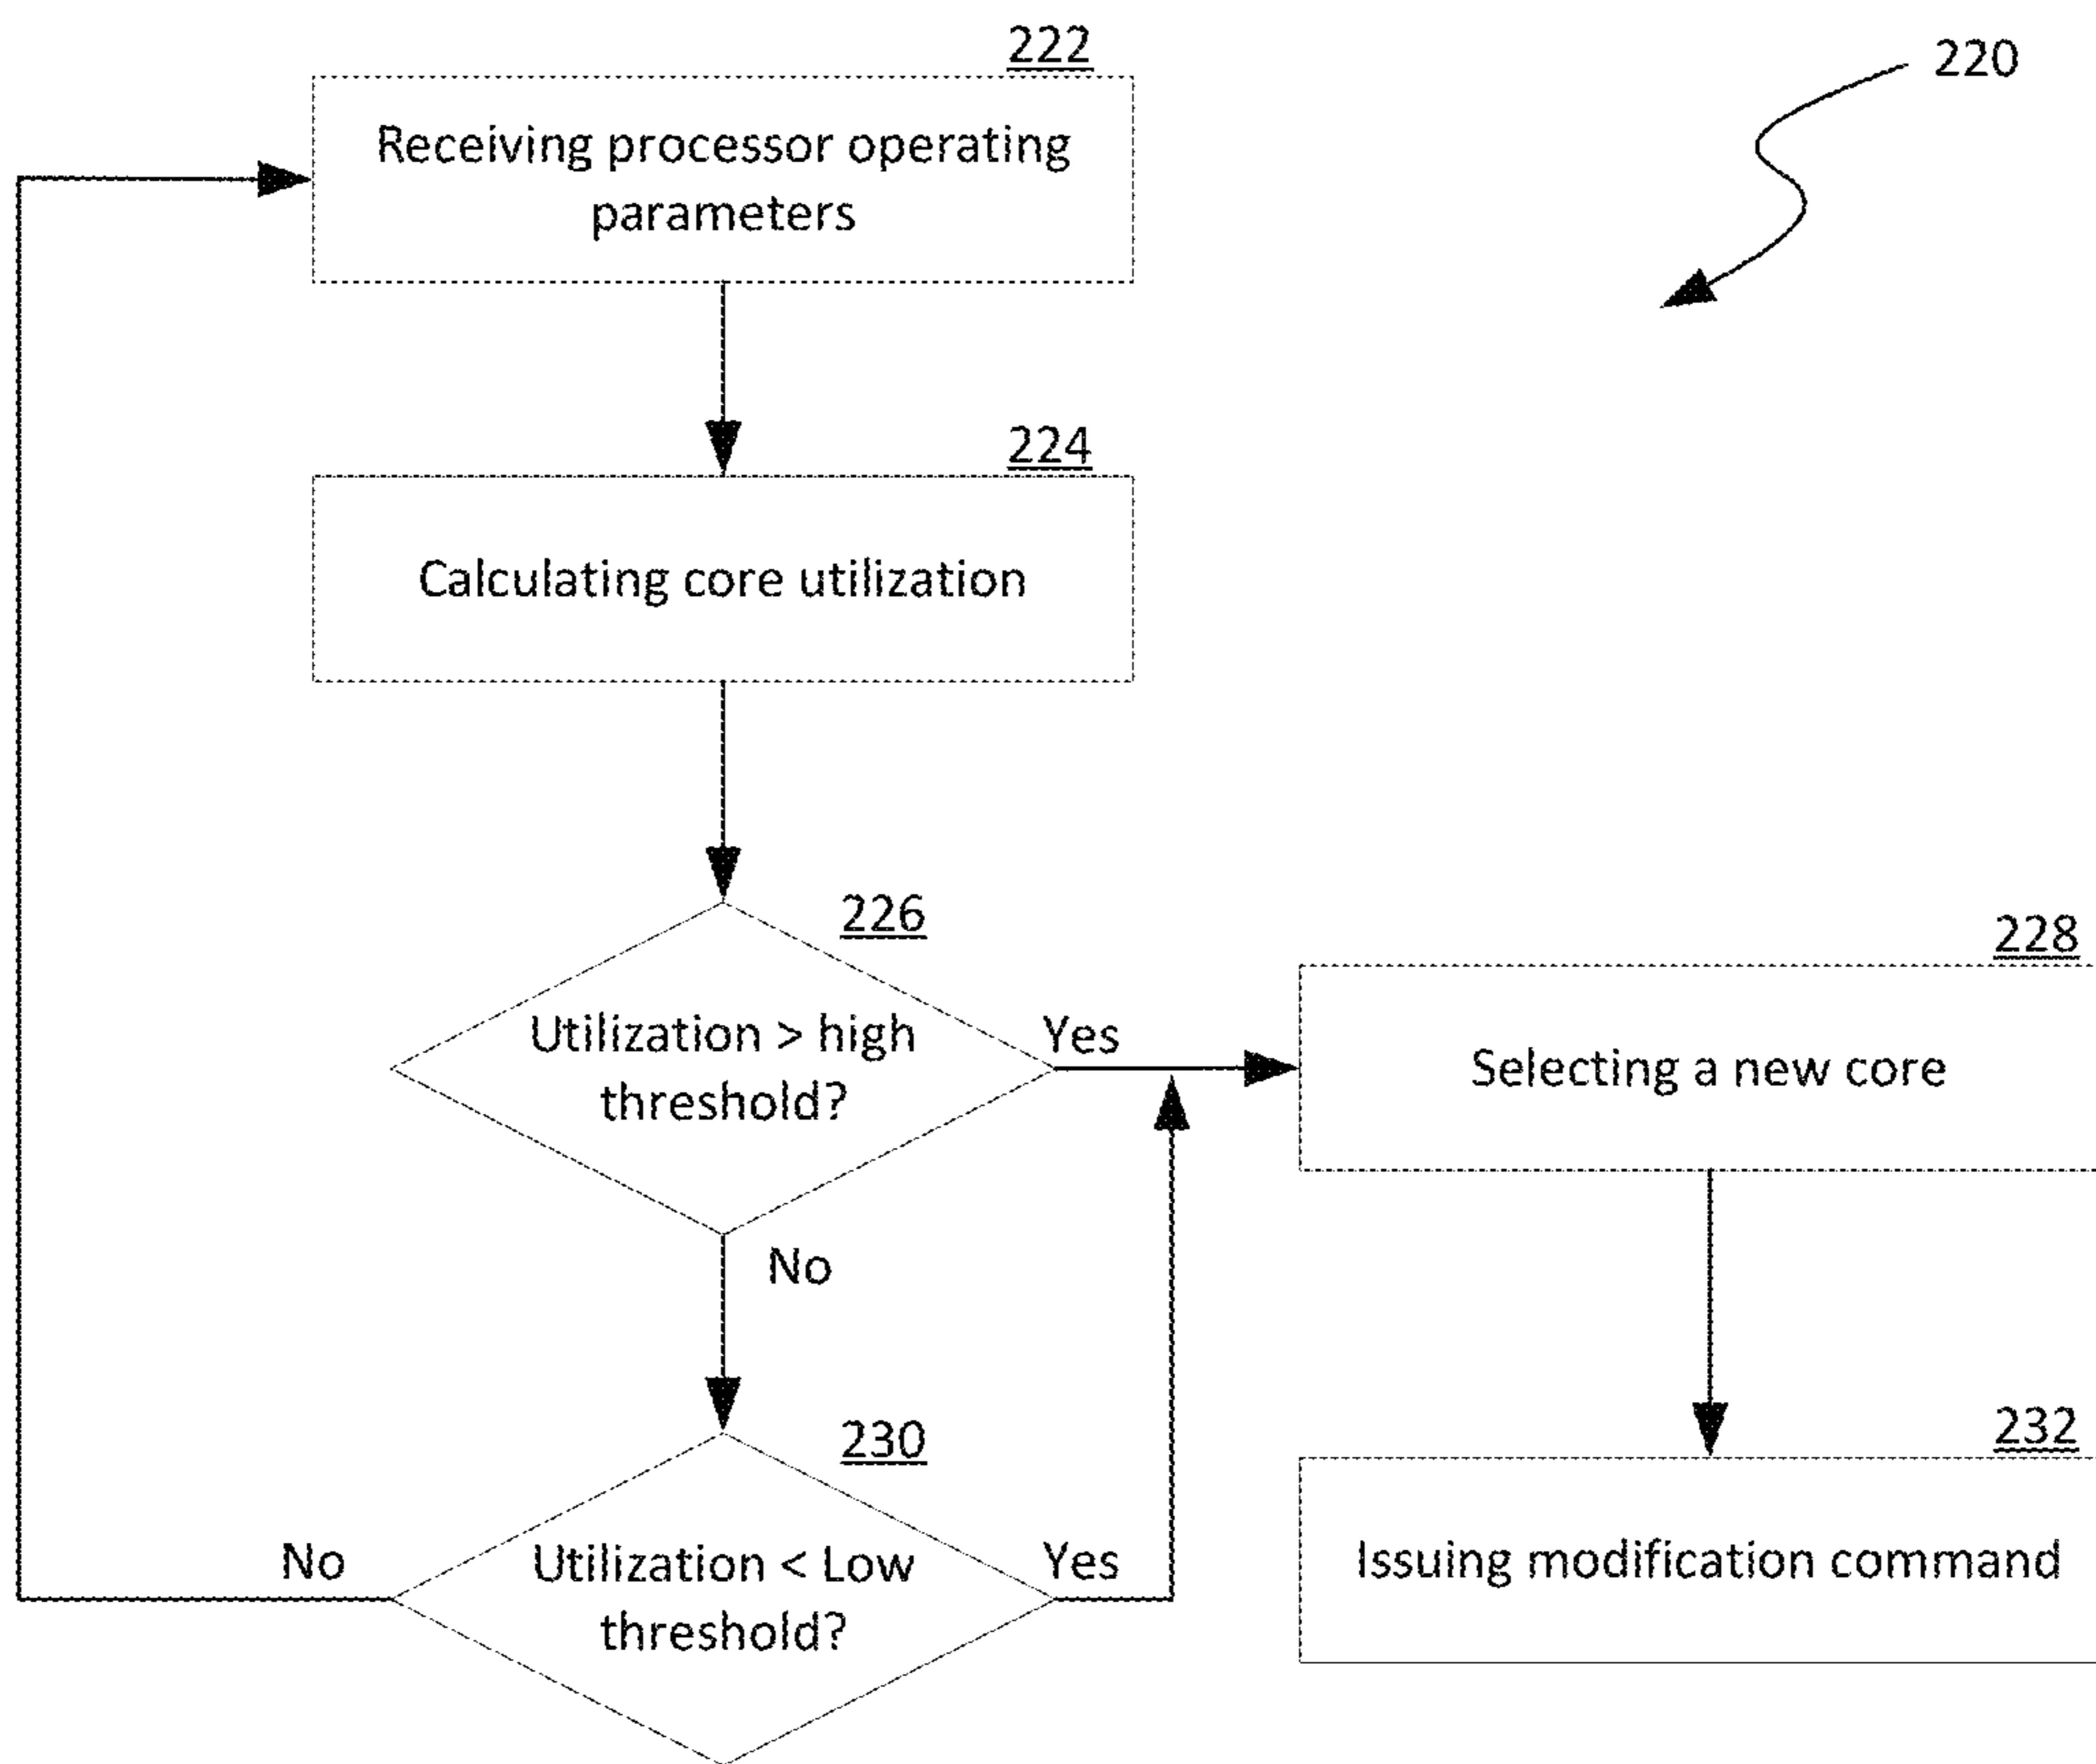 222
220
Receiving processor operating
parameters
224
Calculating core utilization
226
Utilization > high
threshold?
Yes
228
Selecting a new core
No
230
Utilization < Low
threshold?
No
Yes
232
Issuing modification command